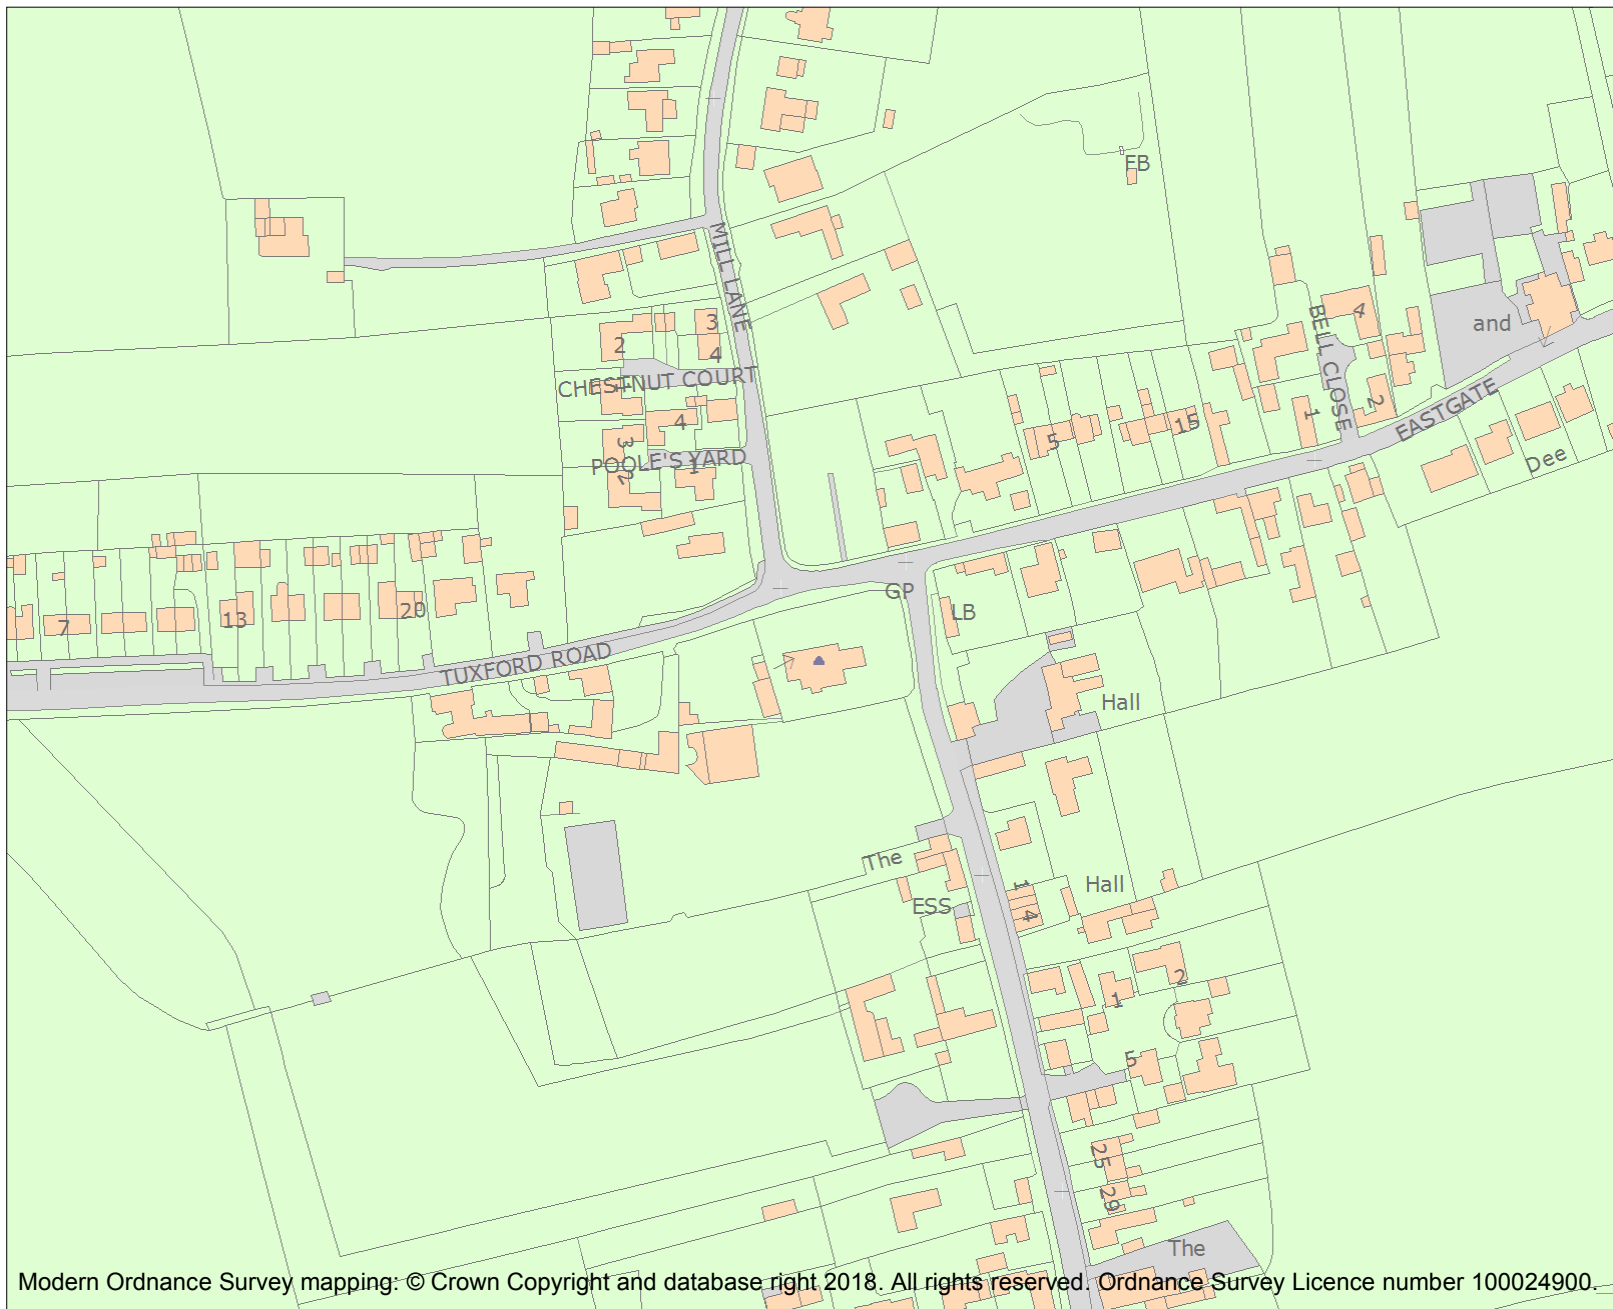 FB
MILL LANE
and
4
BELL CLOSE
3
2
4
CHESTNUT COURT
1
2
1
EASTGATE
4
15
5
3
POOLE'S YARD
1
2
Dee
GP
LB
20
13
7
TUXFORD ROAD
Hall
The
Hall
1
ESS
4
2
1
5
25
29
The
Modern Ordnance Survey mapping: © Crown Copyright and database right 2018. All rights reserved. Ordnance Survey Licence number 100024900.